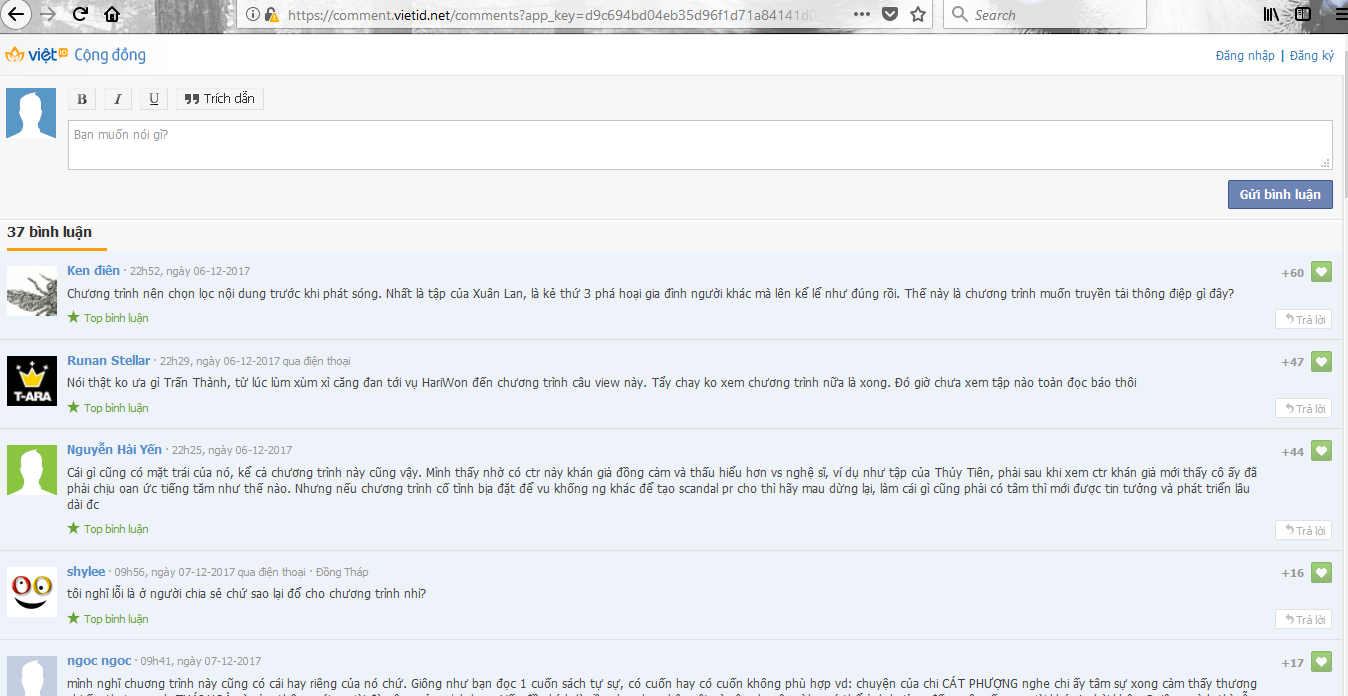 https://comment.vietid.net/comments?app_key=d9c694bd04eb35d96f1d71a84141d
Search
việt ID Cộng đồng
Đăng nhập | Đăng ký
B I U Trích dẫn
Bạn muốn nói gì?
Gửi bình luận
37 bình luận
Ken điên · 22h52, ngày 06-12-2017
+60
Chương trình nên chọn lọc nội dung trước khi phát sóng. Nhất là tập của Xuân Lan, là kẻ thứ 3 phá hoại gia đình người khác mà lên kể lể như đúng rồi. Thế này là chương trình muốn truyền tải thông điệp gì đây?
Top bình luận
Trả lời
Runan Stellar · 22h29, ngày 06-12-2017 qua điện thoại
+47
Nói thật ko ưa gì Trấn Thành, từ lúc lùm xùm xì căng đan tới vụ HariWon đến chương trình câu view này. Tẩy chay ko xem chương trình nữa là xong. Đó giờ chưa xem tập nào toàn đọc báo thôi
T-ARA
Top bình luận
Trả lời
Nguyễn Hải Yến · 22h25, ngày 06-12-2017
+44
Cái gì cũng có mặt trái của nó, kể cả chương trình này cũng vậy. Mình thấy nhờ có ctr này khán giả đồng cảm và thấu hiểu hơn vs nghệ sĩ, ví dụ như tập của Thủy Tiên, phải sau khi xem ctr khán giả mới thấy cô ấy đã
phải chịu oan ức tiếng tăm như thế nào. Nhưng nếu chương trình cố tình bịa đặt để vu khống ng khác để tạo scandal pr cho thì hãy mau dừng lại, làm cái gì cũng phải có tâm thì mới được tin tưởng và phát triển lâu
dài đc
Top bình luận
Trả lời
shylee · 09h56, ngày 07-12-2017 qua điện thoại · Đồng Tháp
+16
tôi nghĩ lỗi là ở người chia sẻ chứ sao lại đổ cho chương trình nhỉ?
Top bình luận
Trả lời
ngoc ngoc · 09h41, ngày 07-12-2017
+17
mình nghĩ chuơng trình này cũng có cái hay riêng của nó chứ. Giông như bạn đọc 1 cuốn sách tự sự, có cuốn hay có cuốn không phù hợp vd: chuyện của chi CÁT PHƯỢNG nghe chi ấy tâm sự xong càm thấy thương